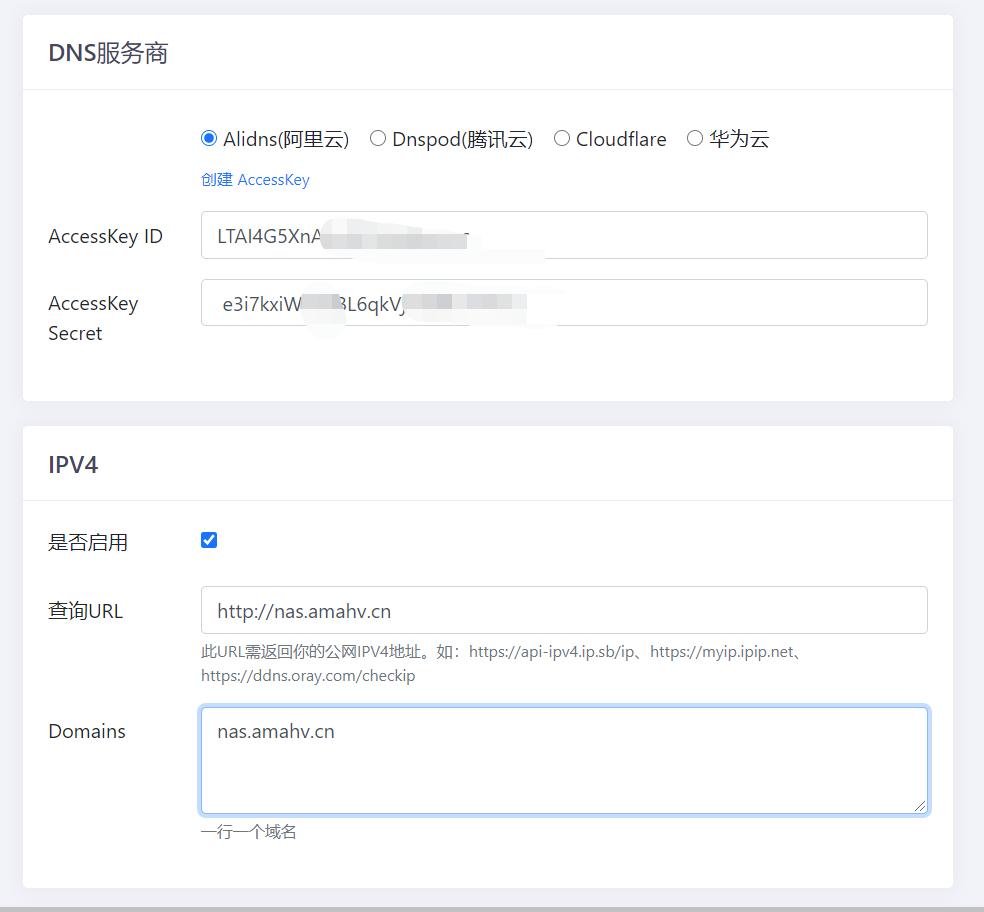 DNS服务商
Alidns(阿里云) Dnspod(腾讯云) Cloudflare 华为云
创建 AccessKey
AccessKey ID LTAI4G5XnA
AccessKey Secret e3i7kxiW 3L6qkV
IPV4
是否启用
查询URL http://nas.amahv.cn
此URL需返回你的公网IPV4地址。如：https://api-ipv4.ip.sb/ip、https://myip.ipip.net、
https://ddns.oray.com/checkip
Domains nas.amahv.cn
一行一个域名